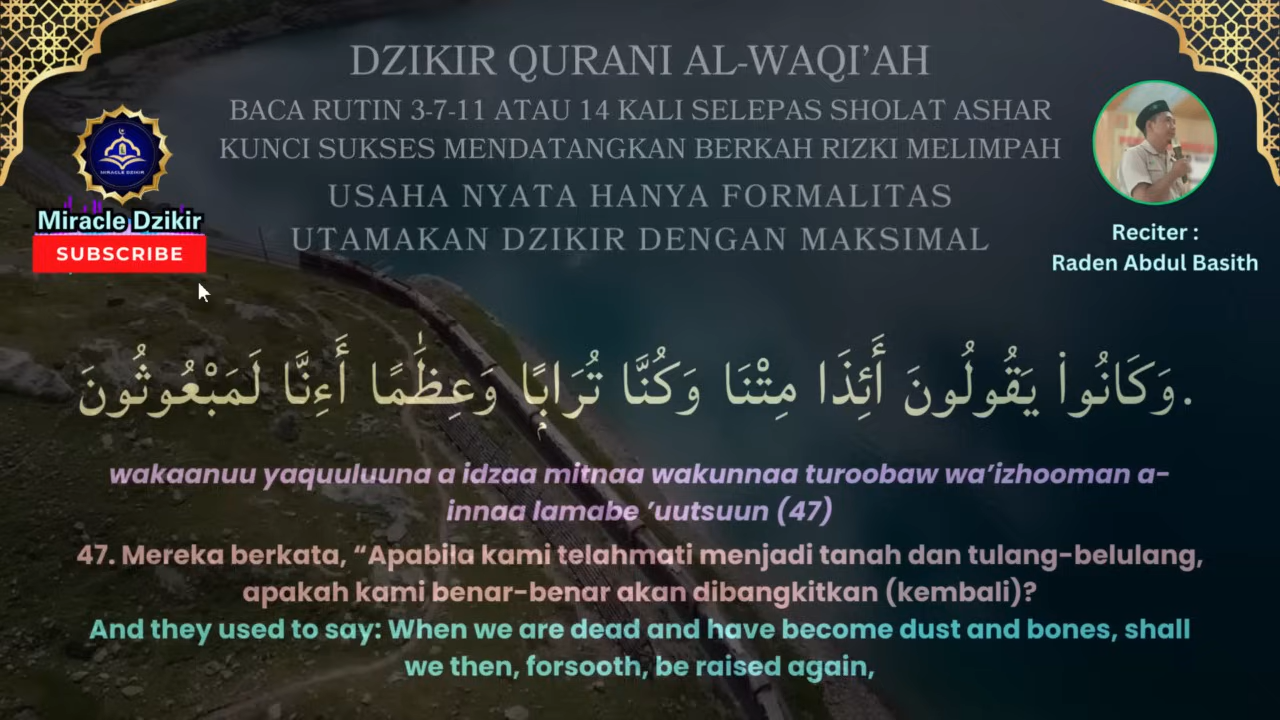 DZIKIR QURANI AL-WAQI’AH
BACA RUTIN 3-7-11 ATAU 14 KALI SELEPAS SHOLAT ASHAR
KUNCI SUKSES MENDATANGKAN BERKAH RIZKI MELIMPAH
USAHA NYATA HANYA FORMALITAS
UTAMAKAN DZIKIR DENGAN MAKSIMAL
MIRACLE DZIKIR
Miracle Dzikir
SUBSCRIBE
Reciter :
Raden Abdul Basith
وَكَانُوا۟ يَقُولُونَ أَئِذَا مِتْنَا وَكُنَّا تُرَابًۭا وَعِظَٰمًا أَءِنَّا لَمَبْعُوثُونَ.
wakaanuu yaquuluuna a idzaa mitnaa wakunnaa turoobaw wa’izhooman a-
innaa lamabe ’uutsuun (47)
47. Mereka berkata, “Apabila kami telahmati menjadi tanah dan tulang-belulang,
apakah kami benar-benar akan dibangkitkan (kembali)?
And they used to say: When we are dead and have become dust and bones, shall
we then, forsooth, be raised again,